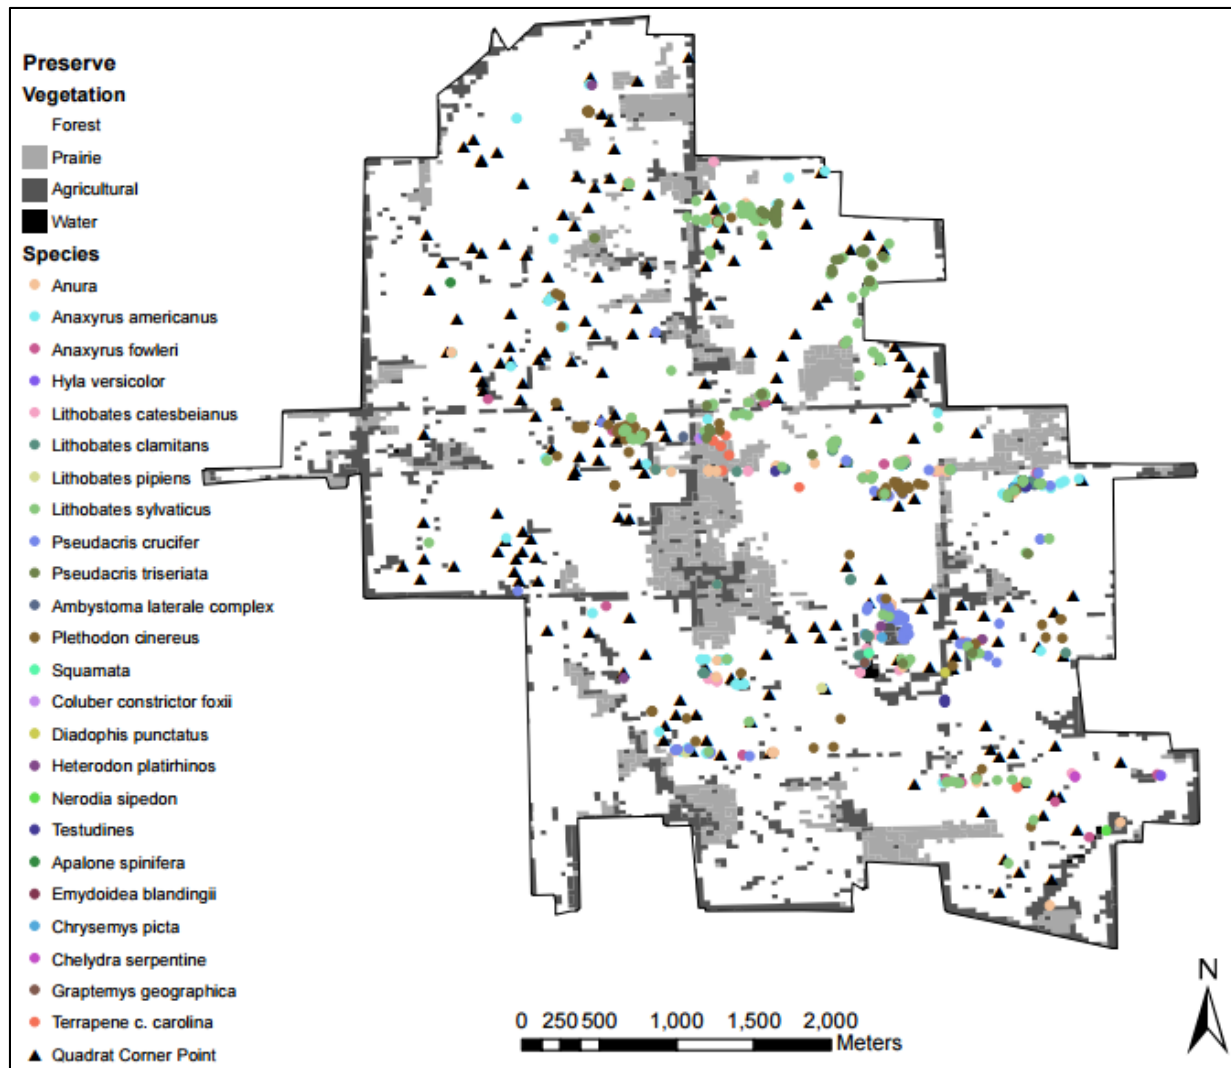 Preserve
Vegetation
Forest
Prairie
Agricultural
Water
Species
Anura
Anaxyrus americanus
Anaxyrus fowleri
Hyla versicolor
Lithobates catesbeianus
Lithobates clamitans
Lithobates pipiens
Lithobates sylvaticus
Pseudacris crucifer
Pseudacris triseriata
Ambystoma laterale complex
Plethodon cinereus
Squamata
Coluber constrictor foxii
Diadophis punctatus
Heterodon platirhinos
Nerodia sipedon
Testudines
Apalone spinifera
Emydoidea blandingii
Chrysemys picta
Chelydra serpentine
Graptemys geographica
Terrapene c. carolina
Quadrat Corner Point
0 250 500 1,000 1,500 2,000
Meters
N